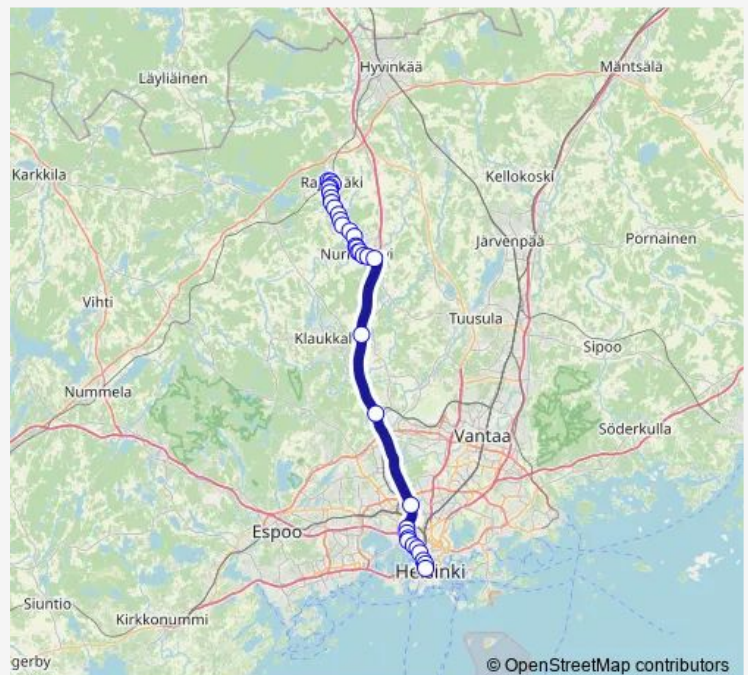 Hyvinkää
Mäntsälä
Läyliäinen
Karkkila
Kellokoski
Järvenpää
Pornainen
Vihti
Klaukkal
Tuusula
Sipoo
Nummela
Vantaa
Söderkulla
Espoo
Siuntio
Kirkkonummi
gerby
© OpenStreetMap contributors